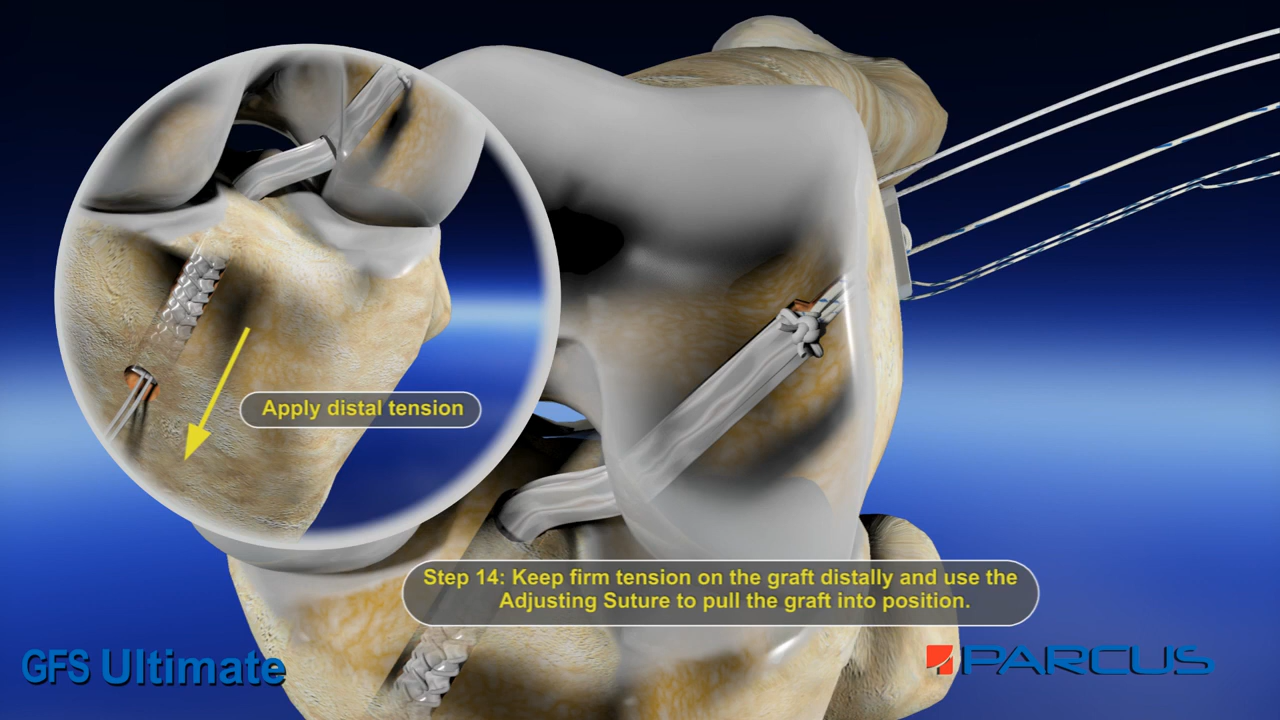 Apply distal tension
Step 14: Keep firm tension on the graft distally and use the
Adjusting Suture to pull the graft into position.
GFS Ultimate
PARCUS